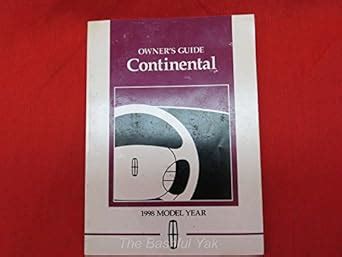 OWNER'S GUIDE
Continental
1998 MODEL YEAR
The Bashful Yak